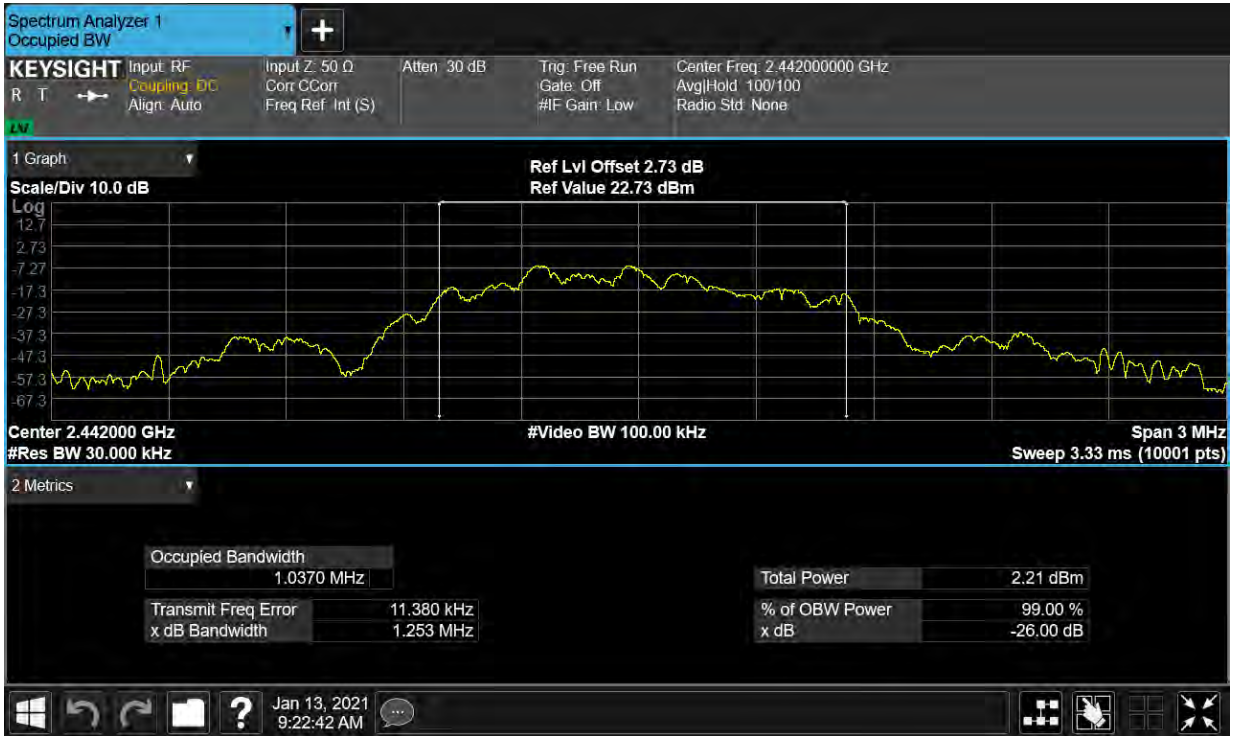 Spectrum Analyzer 1
Occupied BW
KEYSIGHT
R T
LNI
Input: RF
Coupling: DC
Align: Auto
Input Z: 50 Ω
Corr CCorr
Freq Ref: Int (S)
Atten: 30 dB
Trig: Free Run
Gate: Off
#IF Gain: Low
Center Freq: 2.442000000 GHz
Avg|Hold: 100/100
Radio Std: None
1 Graph
Scale/Div 10.0 dB
Ref Lvl Offset 2.73 dB
Ref Value 22.73 dBm
Log
12.7
2.73
-7.27
-17.3
-27.3
-37.3
-47.3
-57.3
-67.3
Center 2.442000 GHz
#Video BW 100.00 kHz
Span 3 MHz
#Res BW 30.000 kHz
Sweep 3.33 ms (10001 pts)
2 Metrics
Occupied Bandwidth
1.0370 MHz
Total Power 2.21 dBm
Transmit Freq Error 11.380 kHz
% of OBW Power 99.00 %
x dB Bandwidth 1.253 MHz
x dB -26.00 dB
?
Jan 13, 2021
9:22:42 AM